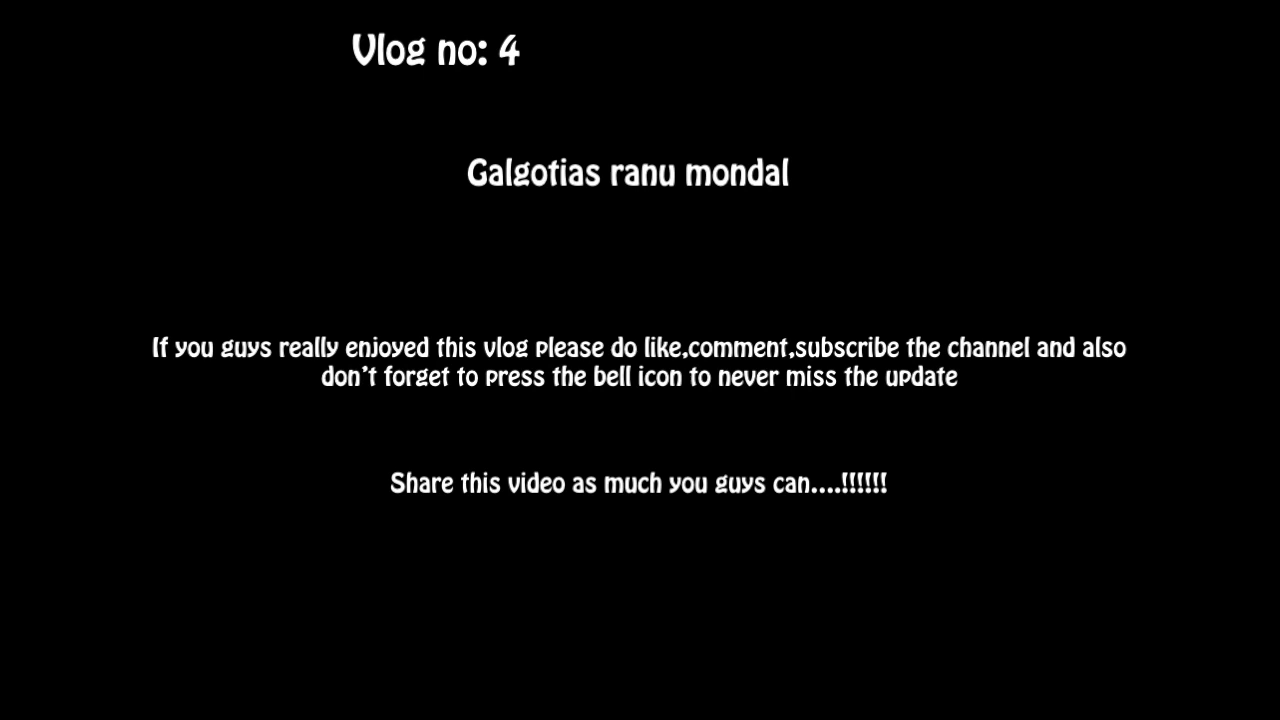 Vlog no: 4
Galgotias ranu mondal
If you guys really enjoyed this vlog please do like,comment,subscribe the channel and also
don't forget to press the bell icon to never miss the update
Share this video as much you guys can....!!!!!!